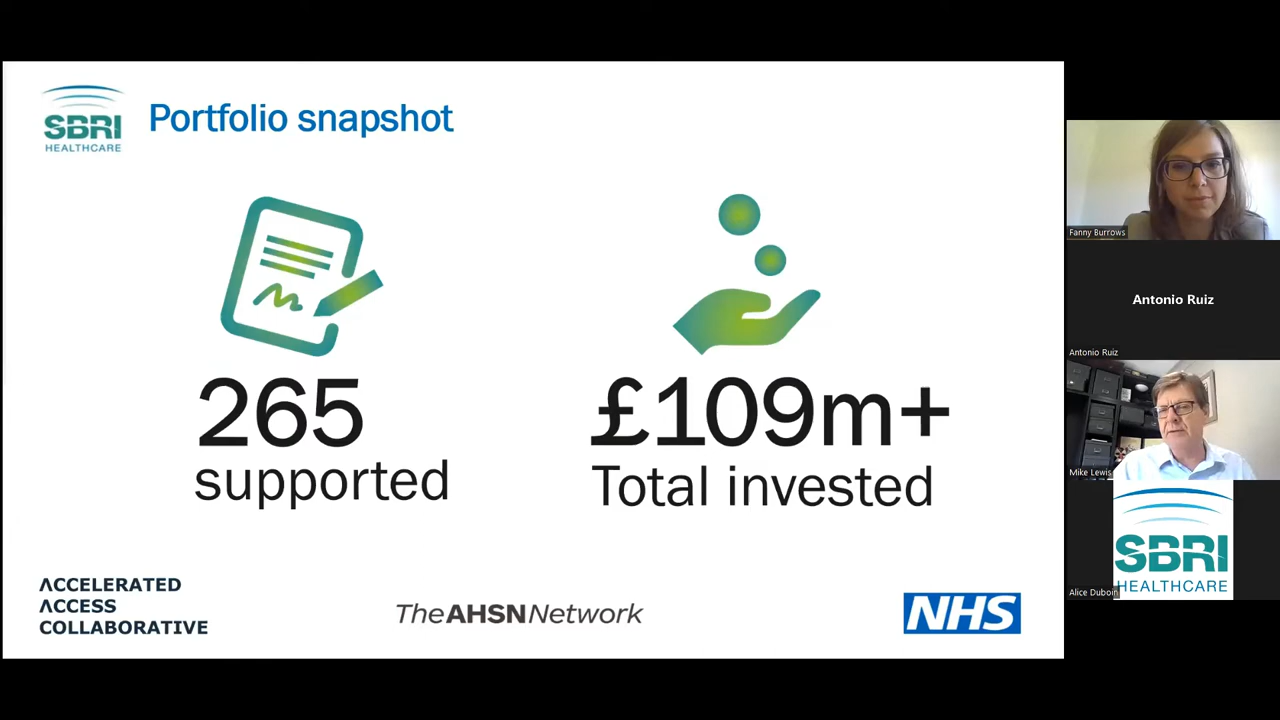 SBRI
HEALTHCARE
Portfolio snapshot
265
supported
£109m+
Total invested
ACCELERATED
ACCESS
COLLABORATIVE
The AHSN Network
NHS
Fanny Burrows
Antonio Ruiz
Antonio Ruiz
Mike Lewis
SBRI
HEALTHCARE
Alice Duboin